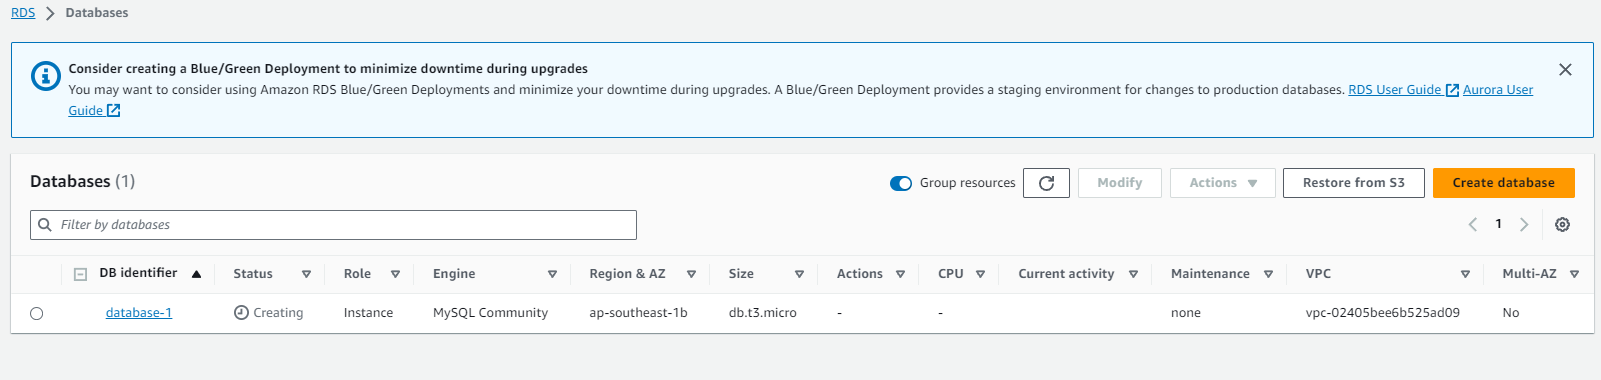 RDS > Databases
Consider creating a Blue/Green Deployment to minimize downtime during upgrades
You may want to consider using Amazon RDS Blue/Green Deployments and minimize your downtime during upgrades. A Blue/Green Deployment provides a staging environment for changes to production databases. RDS User Guide Aurora User
Guide
Databases (1)
Group resources
Modify
Actions
Restore from S3
Create database
Filter by databases
1
DB identifier Status Role Engine Region & AZ Size Actions CPU Current activity Maintenance VPC Multi-AZ
database-1 Creating Instance MySQL Community ap-southeast-1b db.t3.micro - - none vpc-02405bee6b525ad09 No